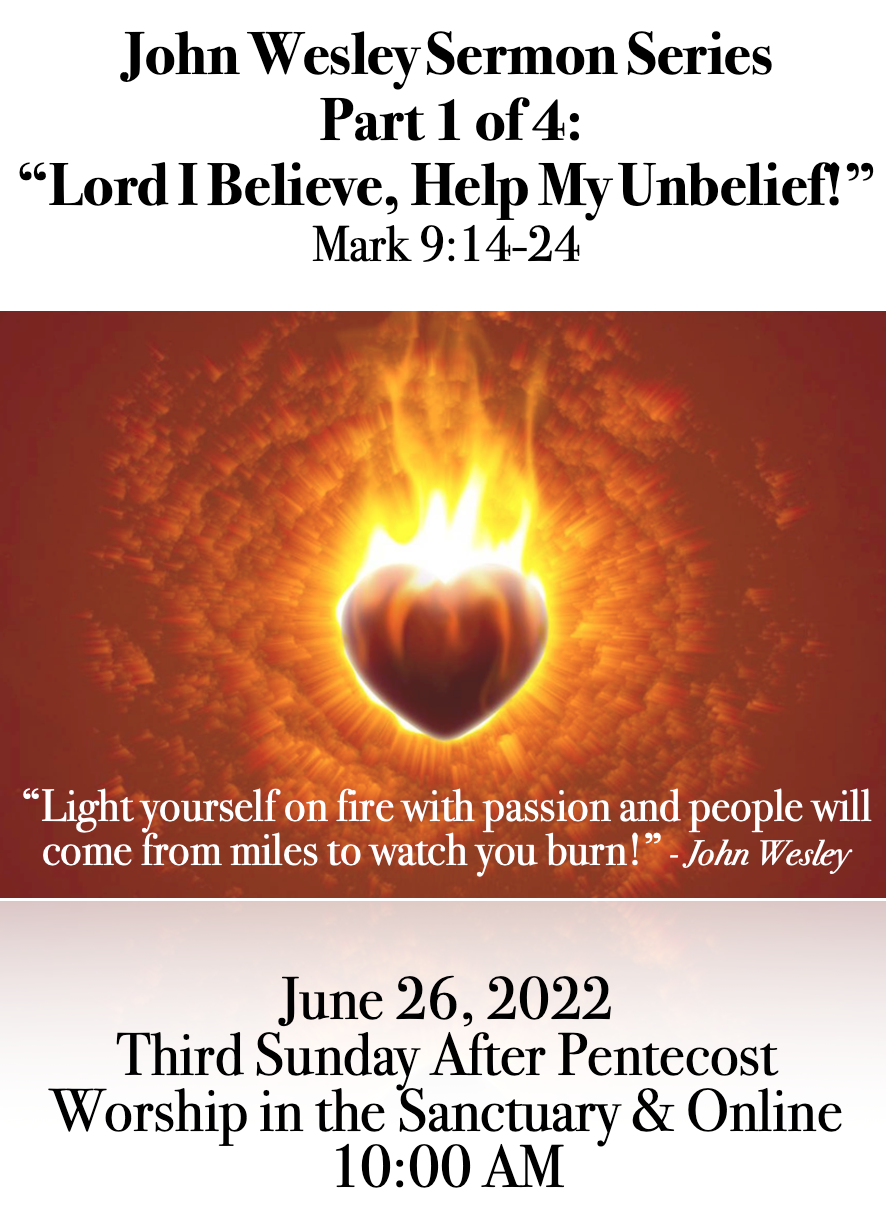 John Wesley Sermon Series
Part 1 of 4:
“Lord I Believe, Help My Unbelief!”
Mark 9:14-24
“Light yourself on fire with passion and people will
come from miles to watch you burn!” - John Wesley
June 26, 2022
Third Sunday After Pentecost
Worship in the Sanctuary & Online
10:00 AM